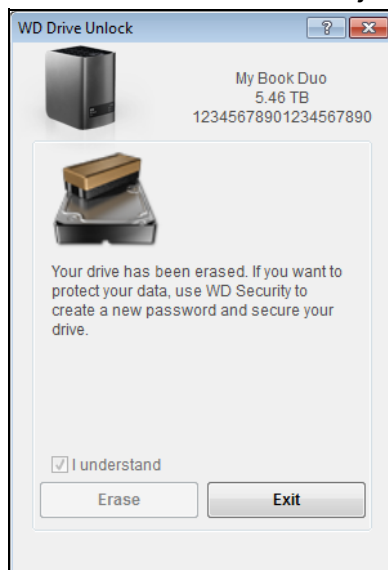 WD Drive Unlock
My Book Duo
5.46 TB
12345678901234567890
Your drive has been erased. If you want to
protect your data, use WD Security to
create a new password and secure your
drive.
I understand
Erase
Exit